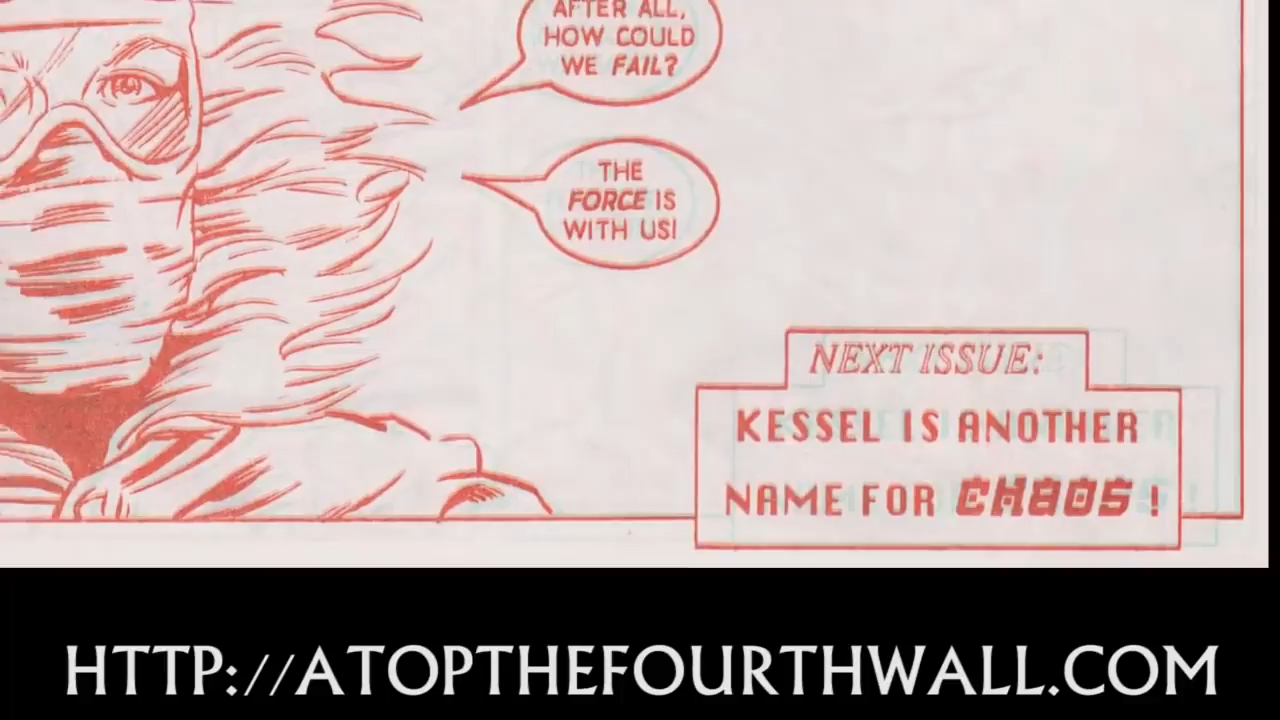 AFTER ALL,
HOW COULD
WE FAIL?
THE
FORCE IS
WITH US!
NEXT ISSUE:
KESSEL IS ANOTHER
NAME FOR CHAOS!
HTTP://ATOPTHEFOURTHWALL.COM